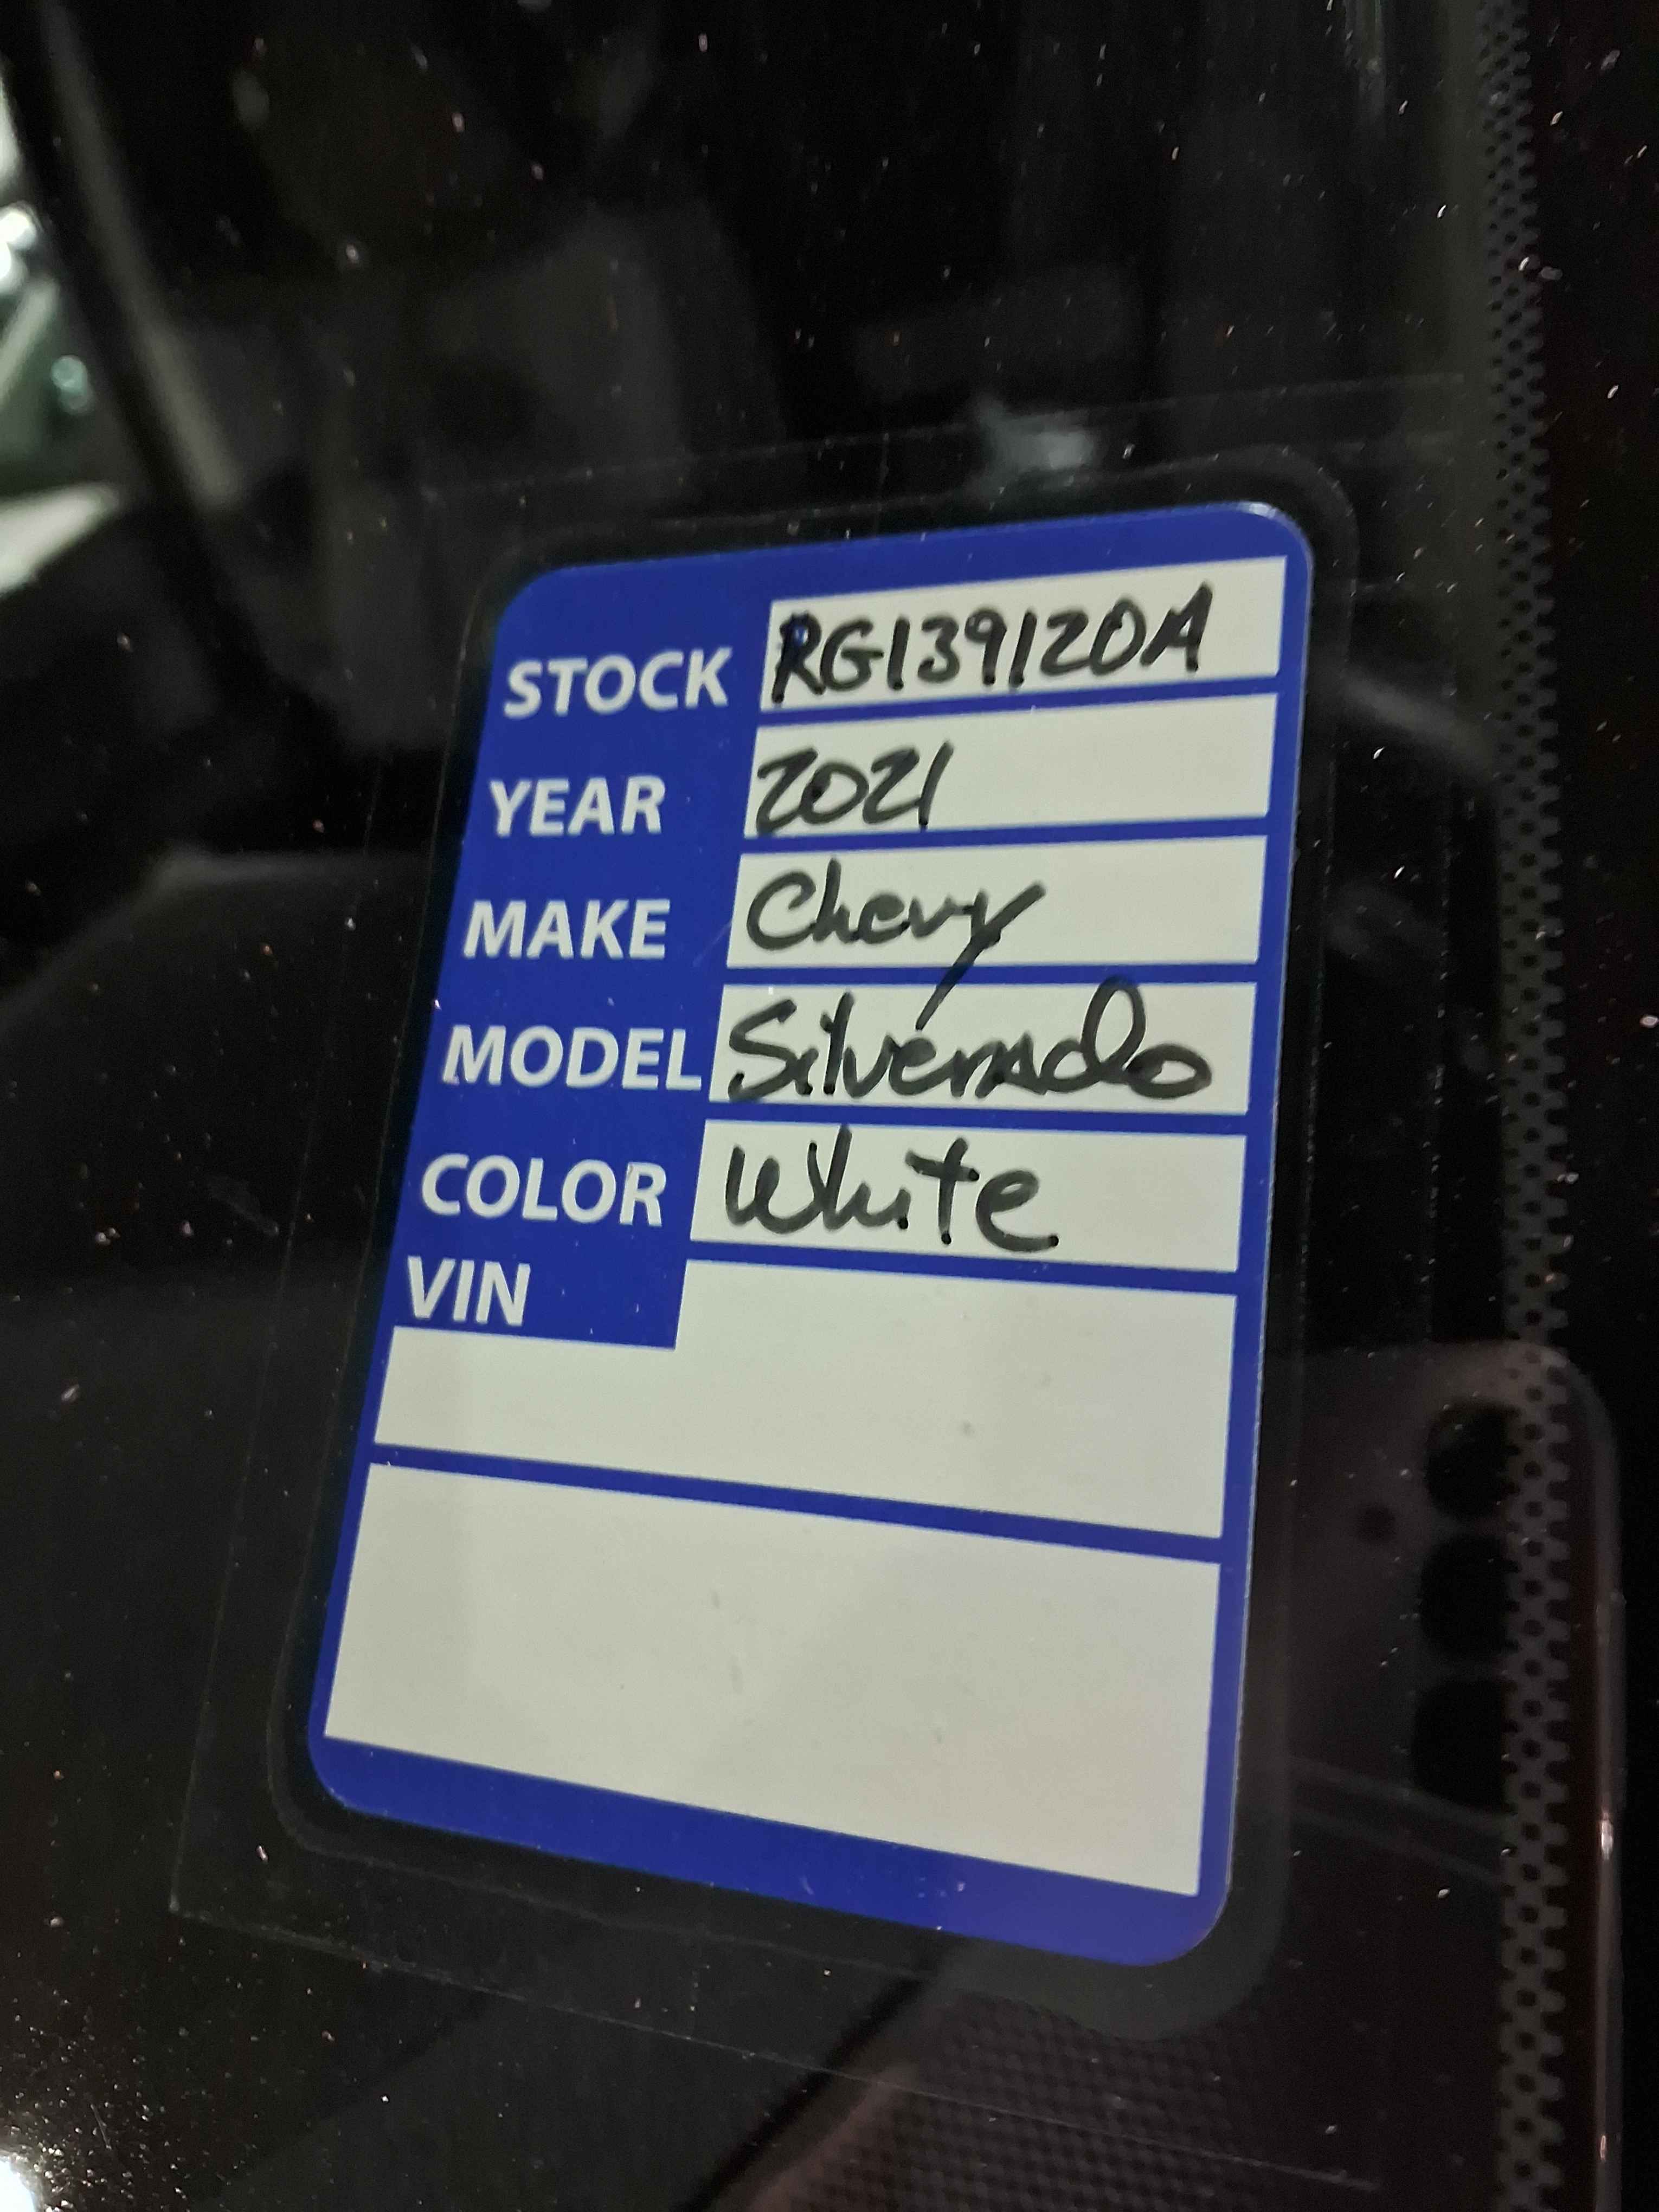 STOCK RG139120A
YEAR 2021
MAKE Chevy
MODEL Silverado
COLOR White
VIN